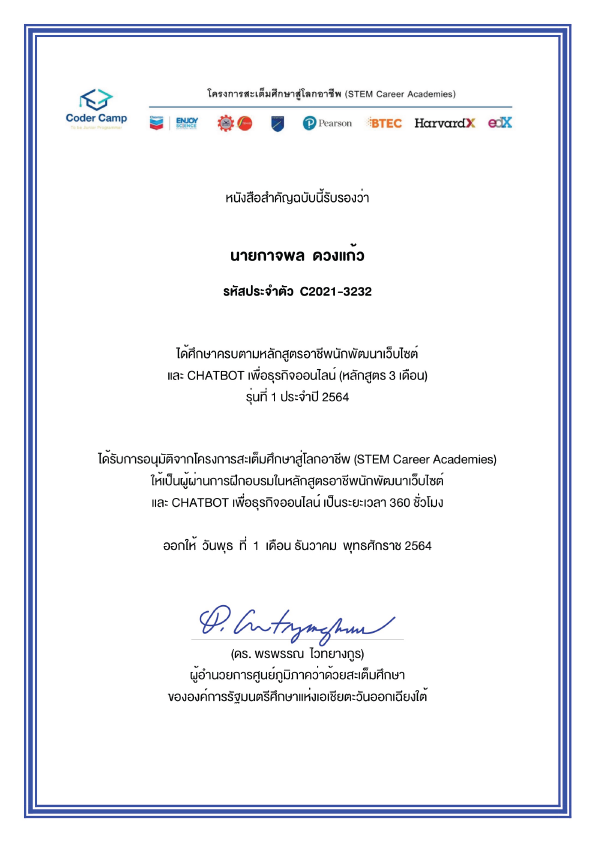 โครงการสะเต็มศึกษาสู่โลกอาชีพ (STEM Career Academies)
Coder Camp
ENJOY SCIENCE
Pearson
BTEC
HarvardX
edX
หนังสือสำคัญฉบับนี้รับรองว่า
นายกาจพล ดวงแก้ว
รหัสประจำตัว C2021-3232
ได้ศึกษาครบตามหลักสูตรอาชีพนักพัฒนาเว็บไซต์
และ CHATBOT เพื่อธุรกิจออนไลน์ (หลักสูตร 3 เดือน)
รุ่นที่ 1 ประจำปี 2564
ได้รับการอนุมัติจากโครงการสะเต็มศึกษาสู่โลกอาชีพ (STEM Career Academies)
ให้เป็นผู้ผ่านการฝึกอบรมในหลักสูตรอาชีพนักพัฒนาเว็บไซต์
และ CHATBOT เพื่อธุรกิจออนไลน์ เป็นระยะเวลา 360 ชั่วโมง
ออกให้ วันพุธ ที่ 1 เดือน ธันวาคม พุทธศักราช 2564
(ดร. พรพรรณ ไวทยางกูร)
ผู้อำนวยการศูนย์ภูมิภาคว่าด้วยสะเต็มศึกษา
ขององค์การรัฐมนตรีศึกษาแห่งเอเชียตะวันออกเฉียงใต้